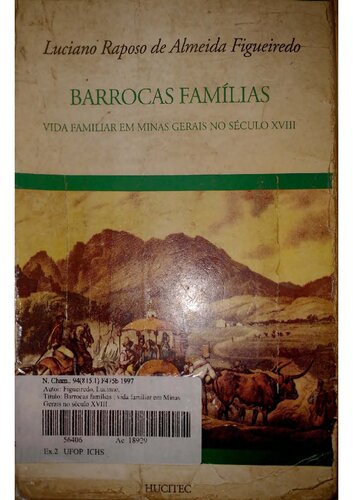 Luciano Raposo de Almeida Figueiredo
BARROCAS FAMÍLIAS
VIDA FAMILIAR EM MINAS GERAIS NO SÉCULO XVIII
N. Cham.: 94(815.1) F475b 1997
Autor: Figueiredo, Luciano.
Título: Barrocas famílias : vida familiar em Minas
Gerais no século XVIII
56406 Ac. 18929
Ex.2 UFOP ICHS
HUCITEC